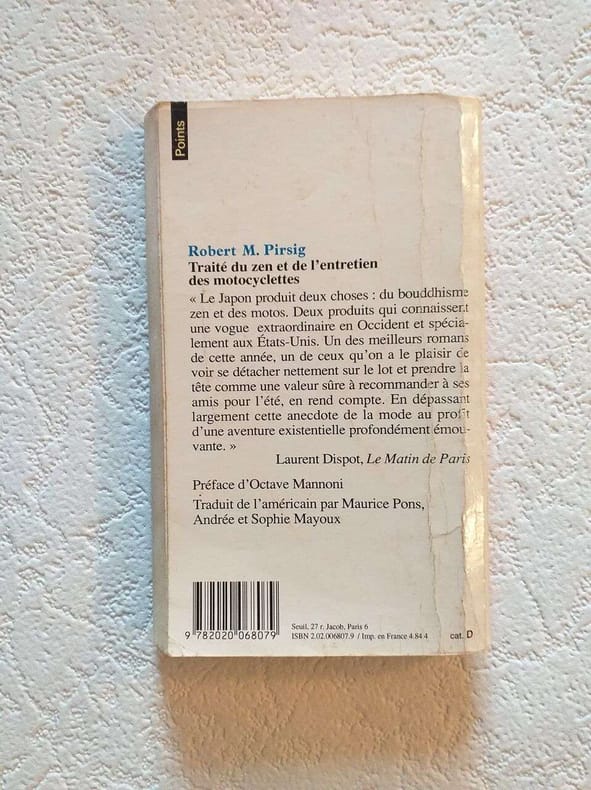 Points
Robert M. Pirsig
Traité du zen et de l'entretien
des motocyclettes
« Le Japon produit deux choses : du bouddhisme
zen et des motos. Deux produits qui connaissent
une vogue extraordinaire en Occident et spécia-
lement aux États-Unis. Un des meilleurs romans
de cette année, un de ceux qu'on a le plaisir de
voir se détacher nettement sur le lot et prendre la
tête comme une valeur sûre à recommander à ses
amis pour l'été, en rend compte. En dépassant
largement cette anecdote de la mode au profit
d'une aventure existentielle profondément émou-
vante. »
Laurent Dispot, Le Matin de Paris
Préface d'Octave Mannoni
Traduit de l'américain par Maurice Pons,
Andrée et Sophie Mayoux
Seuil, 27 r. Jacob, Paris 6
9 782020 068079 ISBN 2.02.006807.9 / Imp. en France 4.84.4 cat. D